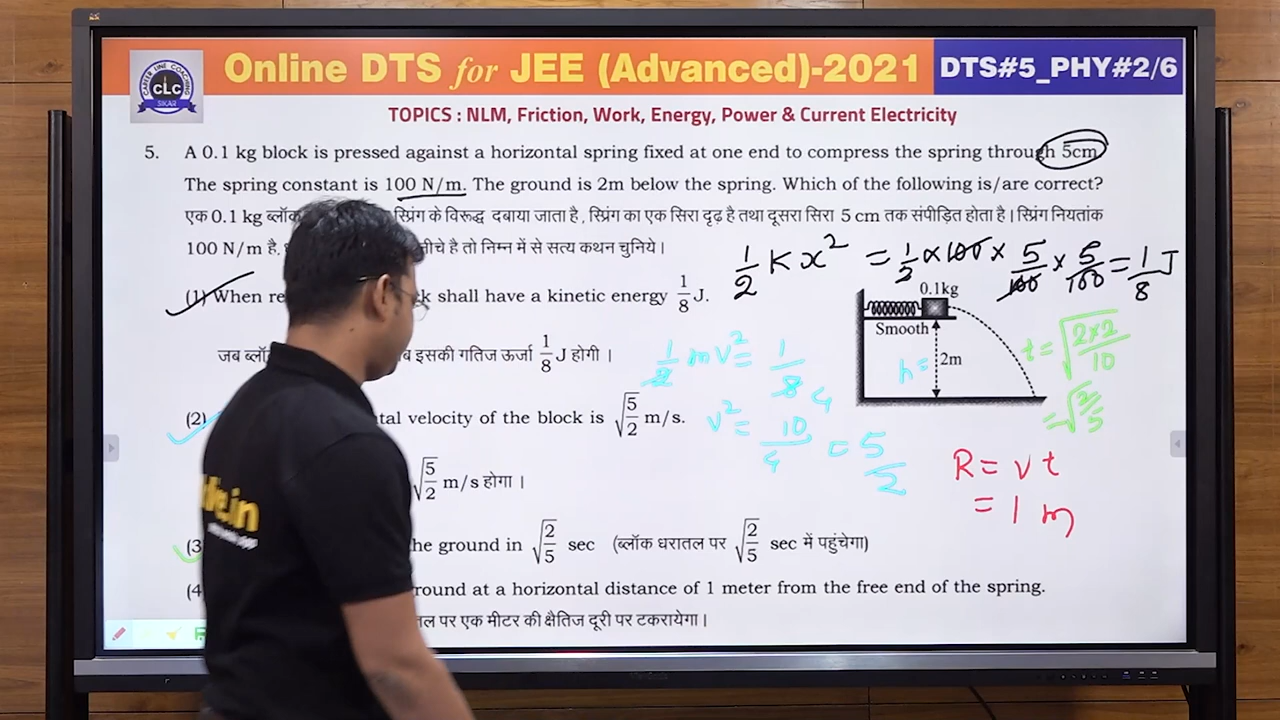 Online DTS for JEE (Advanced)-2021
DTS#5_PHY#2/6
CLC
SIKAR
TOPICS : NLM, Friction, Work, Energy, Power & Current Electricity
5. A 0.1 kg block is pressed against a horizontal spring fixed at one end to compress the spring through 5cm
The spring constant is 100 N/m. The ground is 2m below the spring. Which of the following is/are correct?
एक 0.1 kg ब्लॉक स्प्रिंग के विरूद्ध दबाया जाता है, स्प्रिंग का एक सिरा दृढ़ है तथा दूसरा सिरा 5 cm तक संपीड़ित होता है। स्प्रिंग नियतांक
100 N/m है, नीचे है तो निम्न में से सत्य कथन चुनिये।
1/2 K x² = 1/2 × 100 × 5/100 × 5/100 = 1/8 J
(1) When shall have a kinetic energy 1/8 J.
0.1kg
Smooth
h = 2m
t = √(2×2/10)
= √(2/5)
जब इसकी गतिज ऊर्जा 1/8 J होगी।
1/2 mv² = 1/8 4
(2) velocity of the block is √(5/2) m/s.
v² = 10/4 = 5/2
R = vt
= 1 m
√(5/2) m/s होगा।
(3 the ground in √(2/5) sec (ब्लॉक धरातल पर √(2/5) sec में पहुंचेगा)
(4 ground at a horizontal distance of 1 meter from the free end of the spring.
पर एक मीटर की क्षैतिज दूरी पर टकरायेगा।